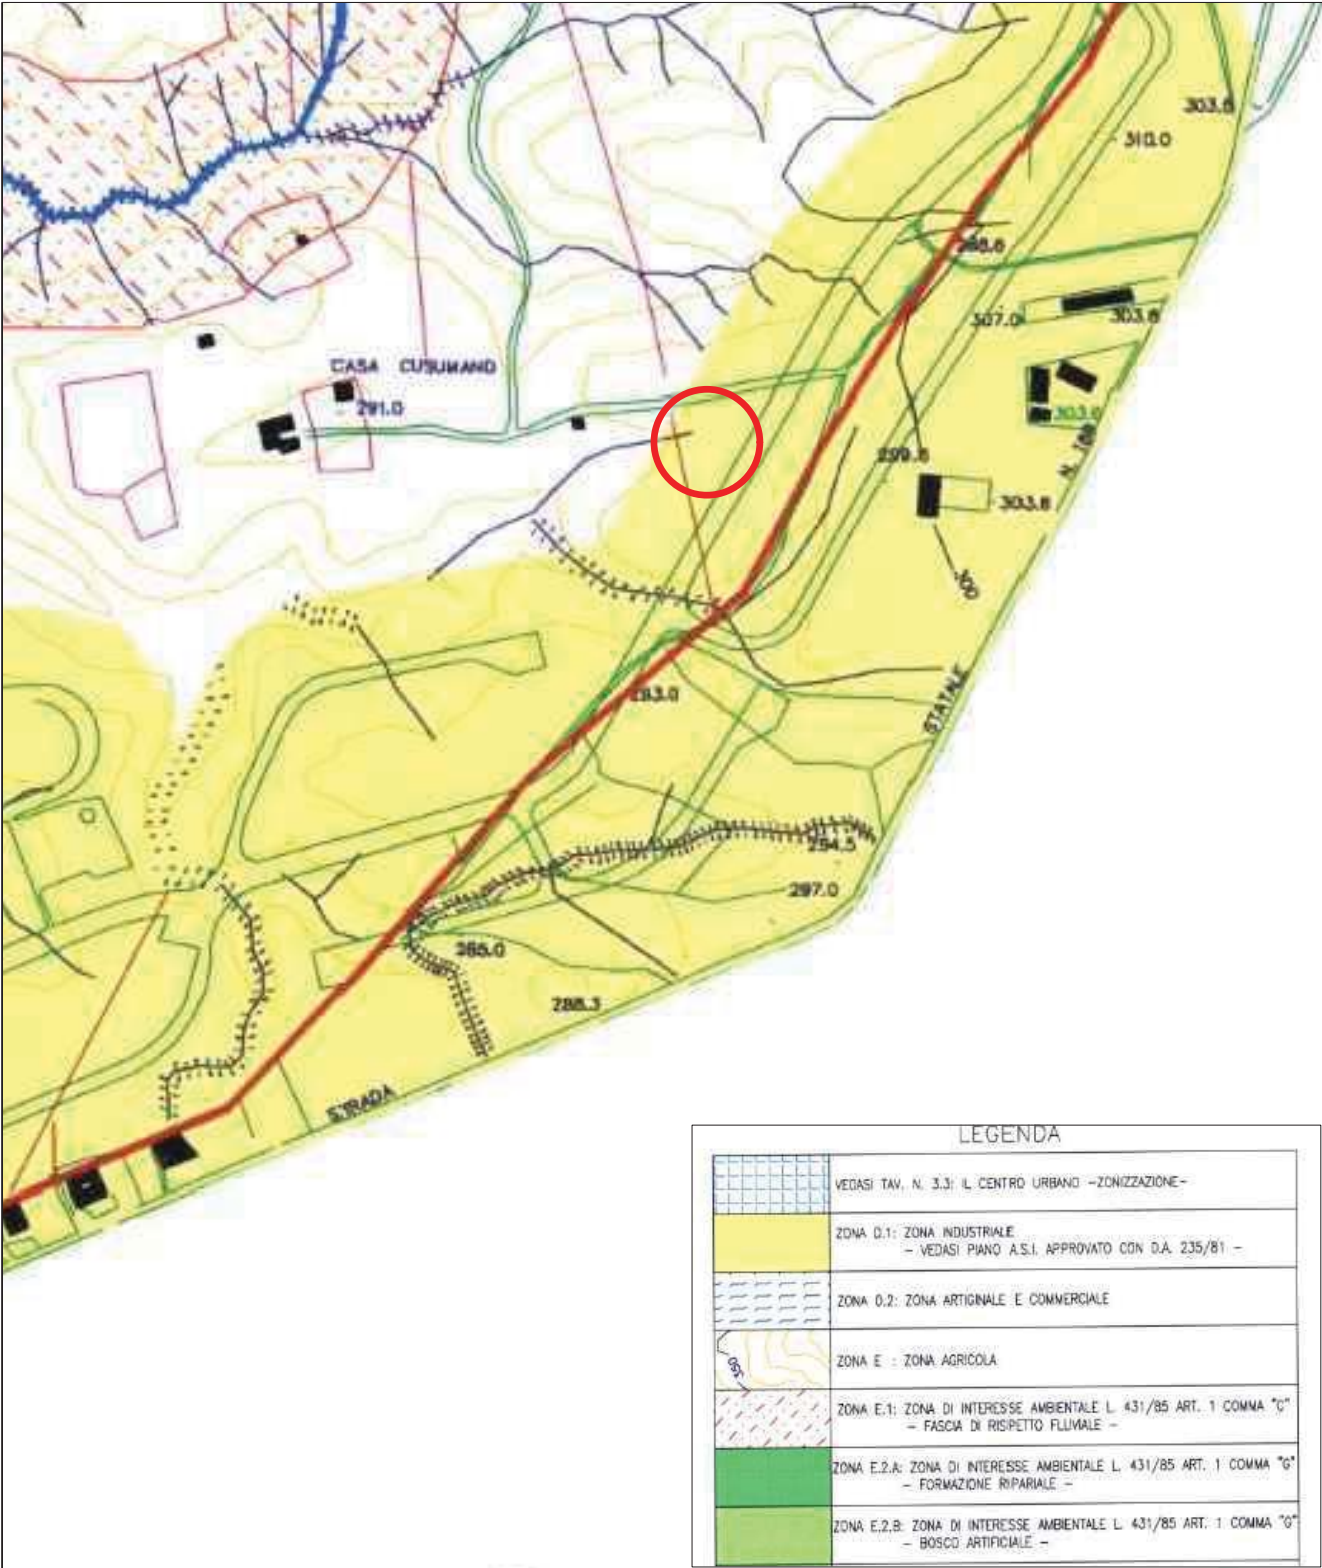 303.8
310.0
298.6
307.0
303.8
CASA CUSUMANO
291.0
303.8
N. 188
299.8
303.8
300
STATALE
293.0
294.5
297.0
285.0
288.3
STRADA
LEGENDA
VEDASI TAV. N. 3.3: IL CENTRO URBANO -ZONIZZAZIONE-
ZONA D.1: ZONA INDUSTRIALE
- VEDASI PIANO A.S.I. APPROVATO CON D.A. 235/81 -
ZONA D.2: ZONA ARTIGINALE E COMMERCIALE
350
ZONA E : ZONA AGRICOLA
ZONA E.1: ZONA DI INTERESSE AMBIENTALE L. 431/85 ART. 1 COMMA "C"
- FASCIA DI RISIPETTO FLUVIALE -
ZONA E.2.A: ZONA DI INTERESSE AMBIENTALE L. 431/85 ART. 1 COMMA "G"
- FORMAZIONE RIPARIALE -
ZONA E.2.B: ZONA DI INTERESSE AMBIENTALE L. 431/85 ART. 1 COMMA "G"
- BOSCO ARTIFICIALE -